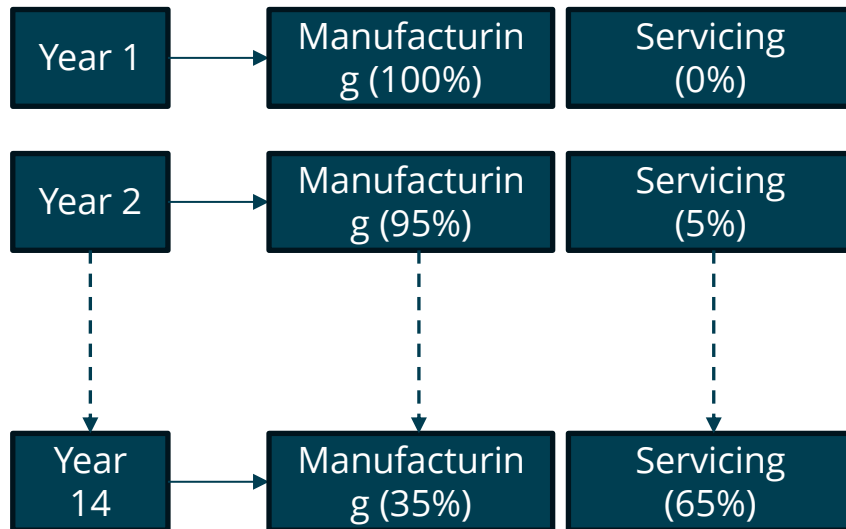 Year 1
Manufacturin
g (100%)
Servicing
(0%)
Year 2
Manufacturin
g (95%)
Servicing
(5%)
Year
14
Manufacturin
g (35%)
Servicing
(65%)